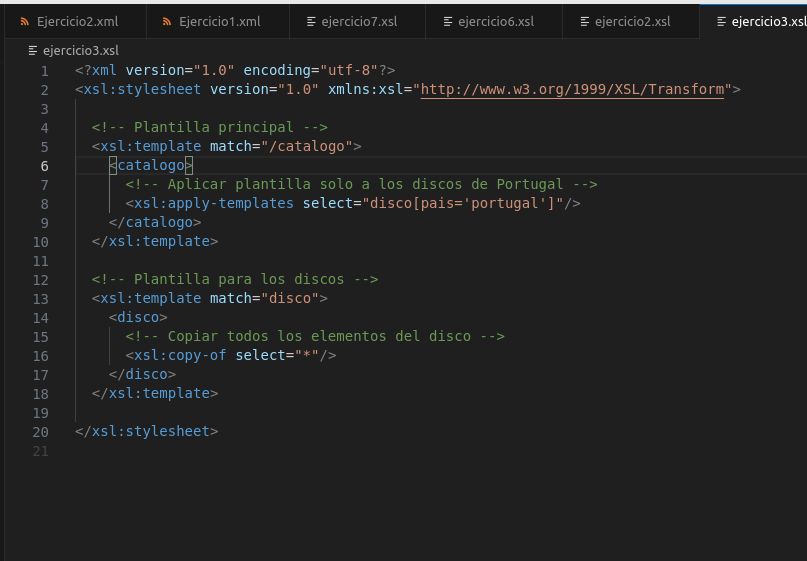 Ejercicio2.xml Ejercicio1.xml ejercicio7.xsl ejercicio6.xsl ejercicio2.xsl ejercicio3.xsl
ejercicio3.xsl
1 <?xml version="1.0" encoding="utf-8"?>
2 <xsl:stylesheet version="1.0" xmlns:xsl="http://www.w3.org/1999/XSL/Transform">
3
4 <!-- Plantilla principal -->
5 <xsl:template match="/catalogo">
6 <catalogo>
7 <!-- Aplicar plantilla solo a los discos de Portugal -->
8 <xsl:apply-templates select="disco[pais='portugal']"/>
9 </catalogo>
10 </xsl:template>
11
12 <!-- Plantilla para los discos -->
13 <xsl:template match="disco">
14 <disco>
15 <!-- Copiar todos los elementos del disco -->
16 <xsl:copy-of select="*"/>
17 </disco>
18 </xsl:template>
19
20 </xsl:stylesheet>
21